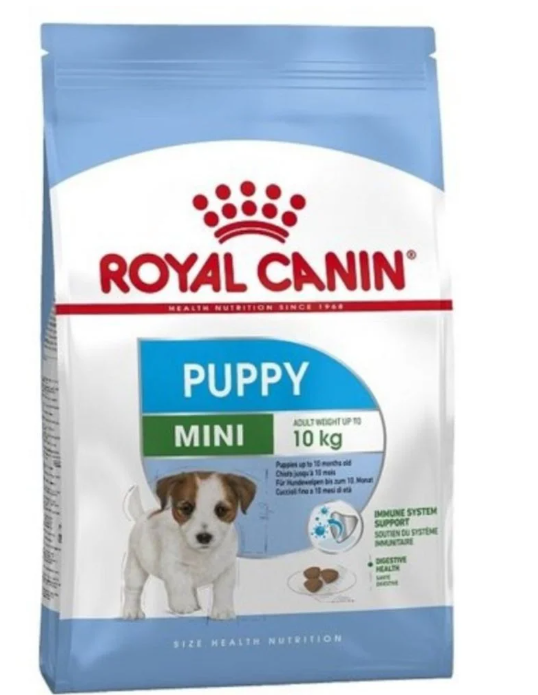 ROYAL CANIN®
HEALTH NUTRITION SINCE 1968
PUPPY
MINI
ADULT WEIGHT UP TO
10 kg
Puppies up to 10 months old
Chiots jusqu'à 10 mois
Für Hundewelpen bis zum 10. Monat
Cuccioli fino a 10 mesi di età
IMMUNE SYSTEM
SUPPORT
SOUTIEN DU SYSTÈME
IMMUNITAIRE
DIGESTIVE
HEALTH
SANTÉ
DIGESTIVE
SIZE HEALTH NUTRITION